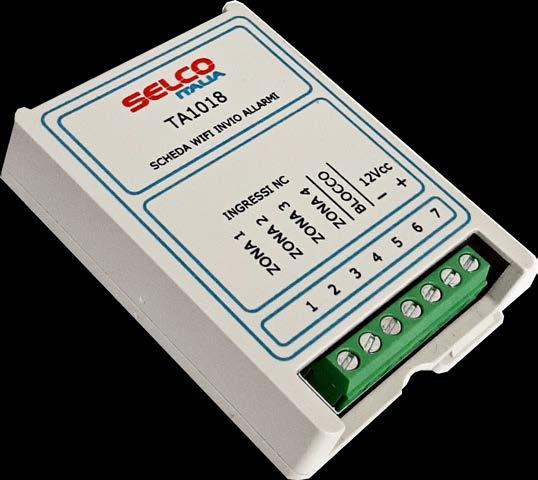 SELCO
ITALIA
TA1018
SCHEDA WIFI INVIO ALLARMI
INGRESSI NC
ZONA 1
ZONA 2
ZONA 3
ZONA 4
BLOCCO
12Vcc
− +
1 2 3 4 5 6 7